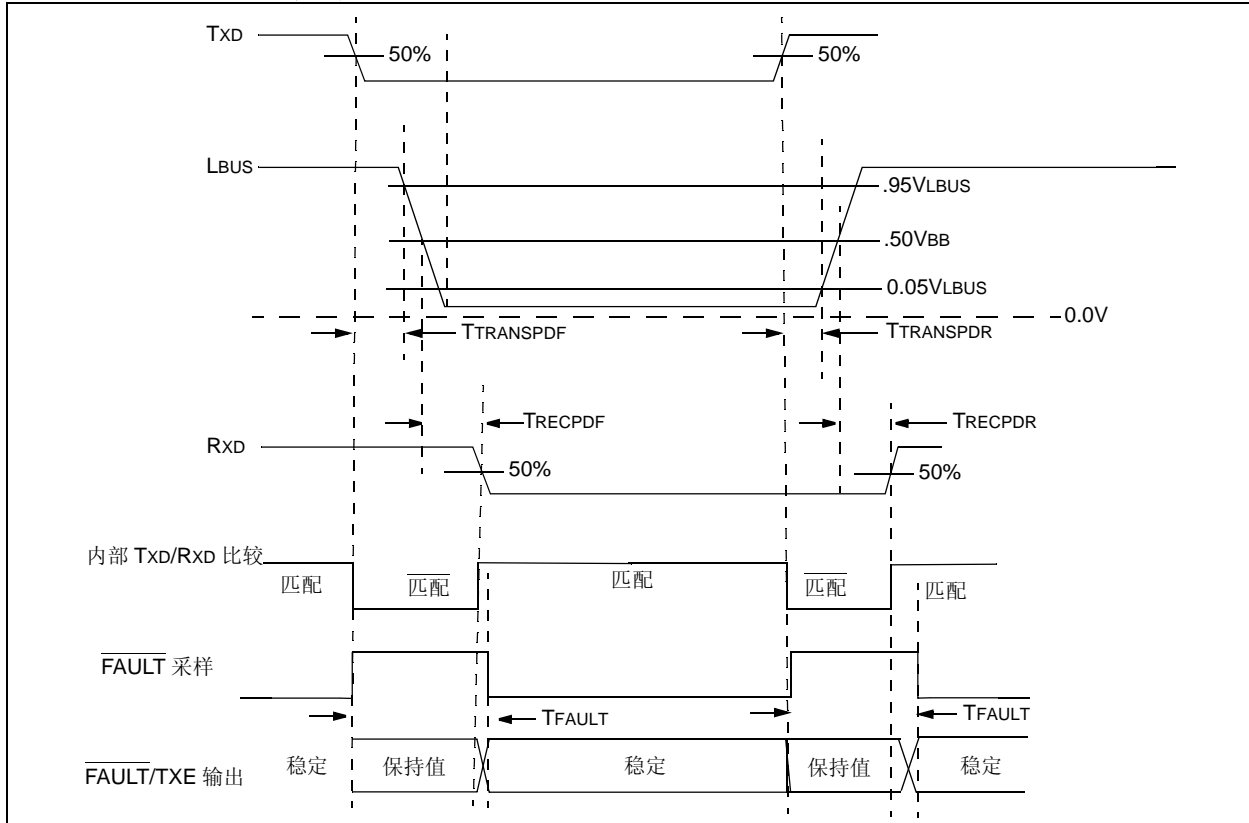 TXD
50%
50%
LBUS
.95VLBUS
.50VBB
0.05VLBUS
0.0V
TTRANSPDF
TTRANSPDR
TRECPDF
TRECPDR
RXD
50%
50%
内部 TXD/RXD 比较
匹配
匹配
匹配
匹配
匹配
FAULT 采样
TFAULT
TFAULT
FAULT/TXE 输出
稳定
保持值
稳定
保持值
稳定